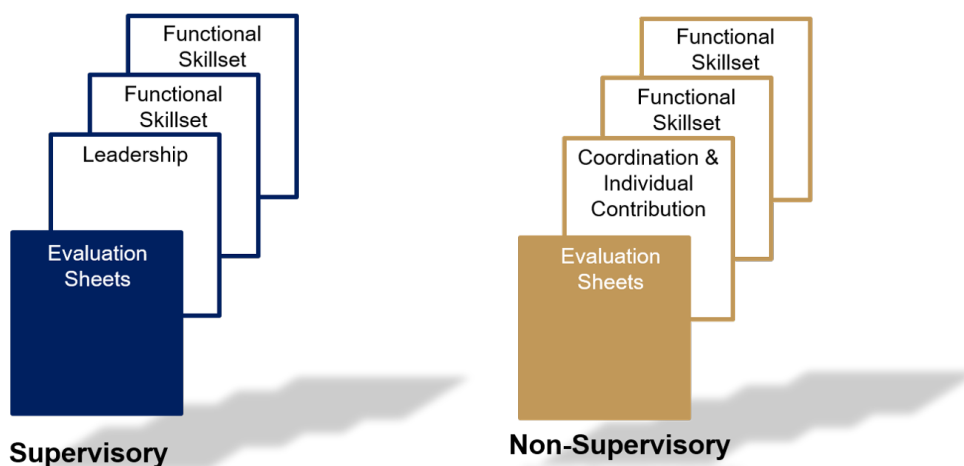 Functional
Skillset
Functional
Skillset
Leadership
Evaluation
Sheets
Supervisory
Functional
Skillset
Functional
Skillset
Coordination &
Individual
Contribution
Evaluation
Sheets
Non-Supervisory